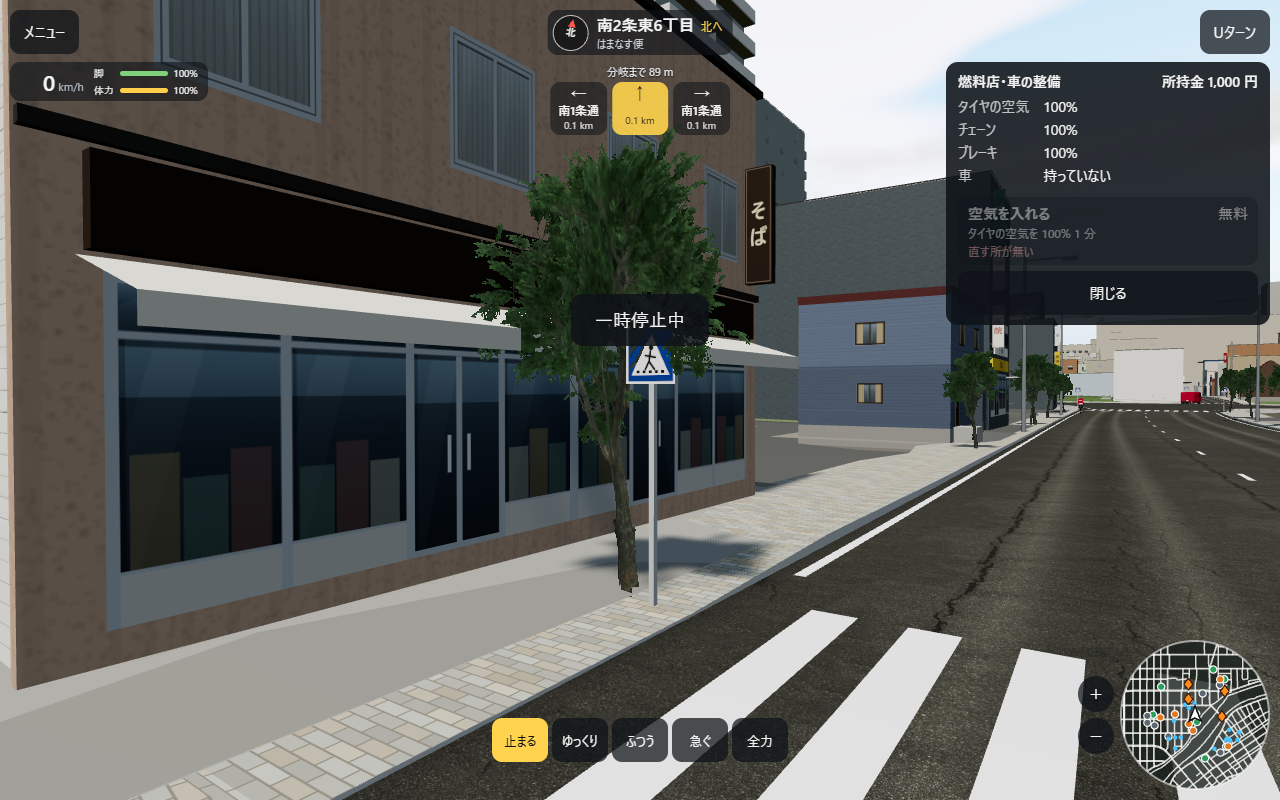 メニュー
0 km/h
脚 100%
体力 100%
北
南2条東6丁目 北へ
はまなす便
分岐まで 89 m
← ↑ →
南1条通 南1条通
0.1 km 0.1 km 0.1 km
Uターン
燃料店・車の整備 所持金 1,000 円
タイヤの空気 100%
チェーン 100%
ブレーキ 100%
車 持っていない
空気を入れる 無料
タイヤの空気を 100% 1 分
直す所が無い
閉じる
そば
一時停止中
止まる ゆっくり ふつう 急ぐ 全力
+
−